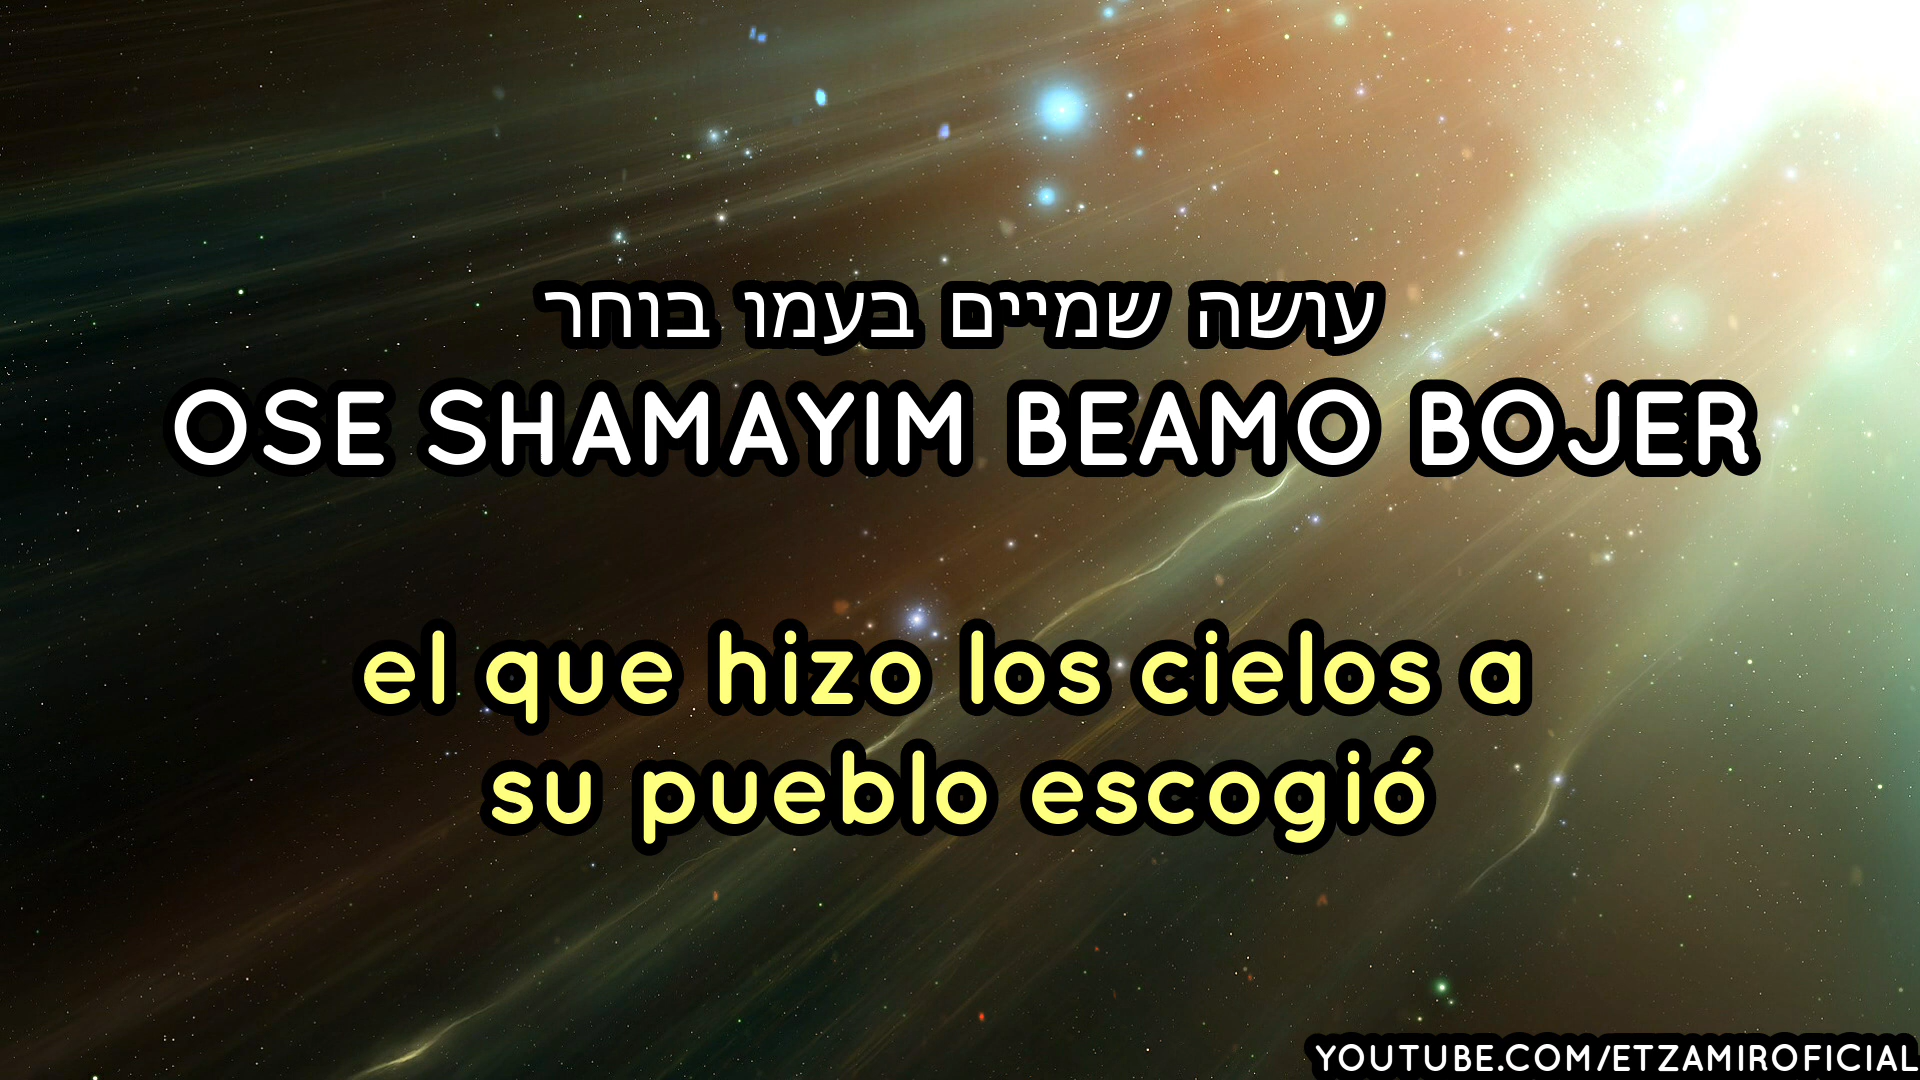 עושה שמיים בעמו בוחר
OSE SHAMAYIM BEAMO BOJER
el que hizo los cielos a
su pueblo escogió
YOUTUBE.COM/ETZAMIROFICIAL